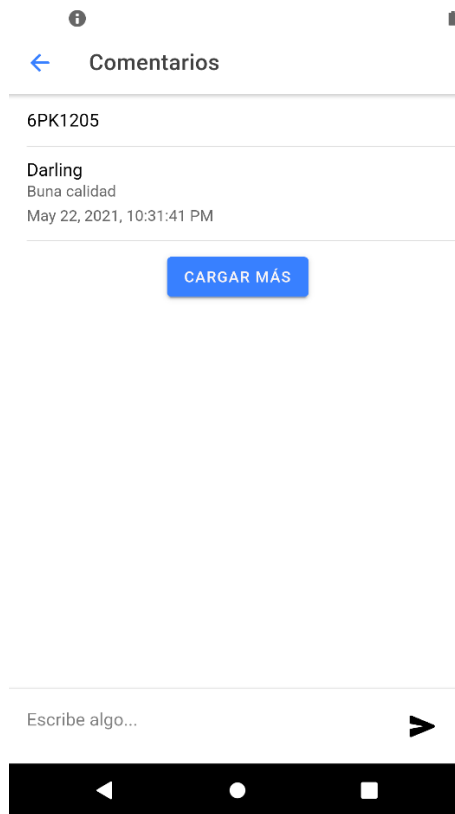 Comentarios
6PK1205
Darling
Buna calidad
May 22, 2021, 10:31:41 PM
CARGAR MÁS
Escribe algo...